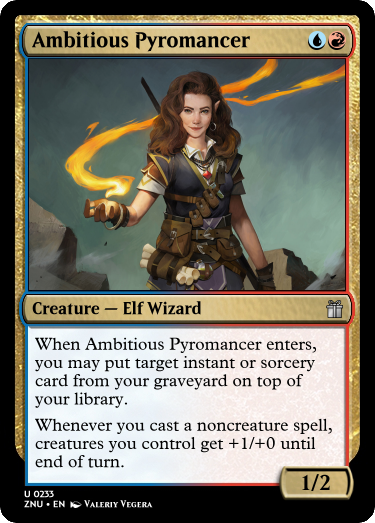 Ambitious Pyromancer
Creature — Elf Wizard
When Ambitious Pyromancer enters,
you may put target instant or sorcery
card from your graveyard on top of
your library.
Whenever you cast a noncreature spell,
creatures you control get +1/+0 until
end of turn.
1/2
U 0233
ZNU • EN Valeriy Vegera